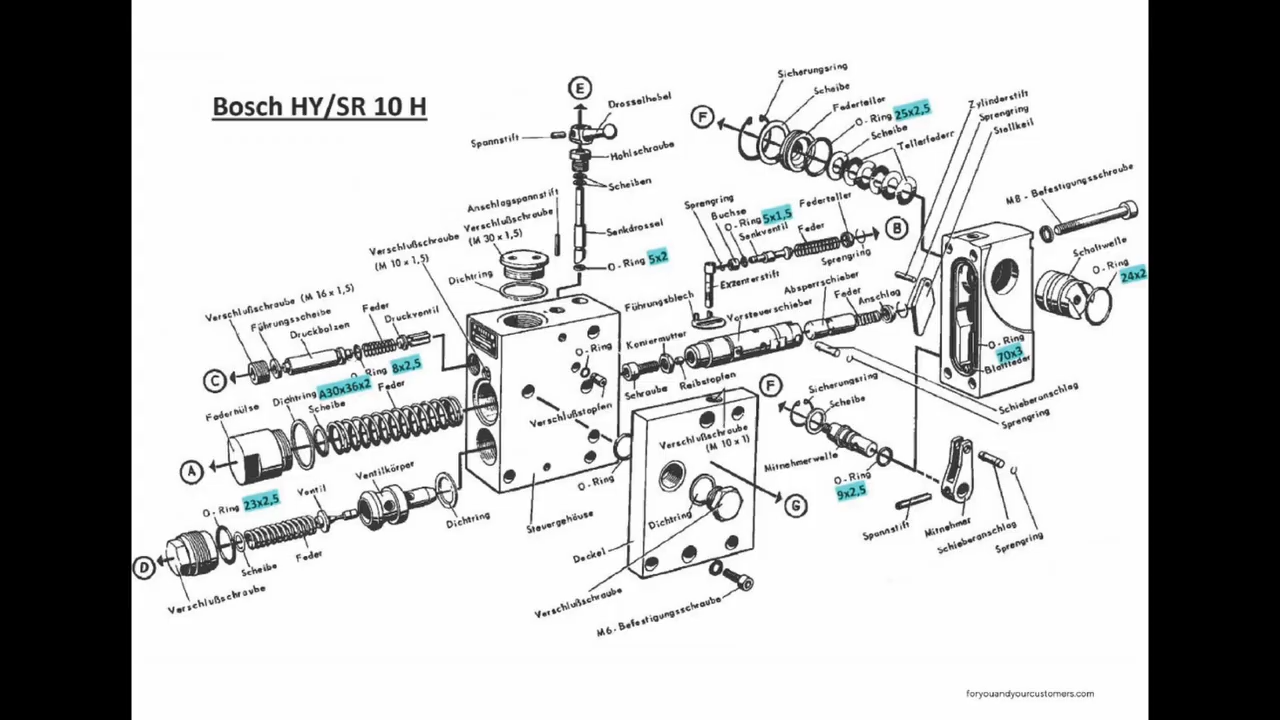 Bosch HY/SR 10 H
E
Drosselhebel
Spannstift
Hohlschraube
Scheiben
Anschlagspannstift
Verschlußschraube
(M 30 x 1,5)
Senkdrossel
Verschlußschraube
(M 10 x 1,5)
O-Ring 5x2
Dichtring
Sicherungsring
Scheibe
Federteller
O-Ring 25x2,5
Scheibe
Tellerfedern
F
Zylinderstift
Sprengring
Stellkeil
M8-Befestigungsschraube
Schaltwelle
O-Ring
24x2
Sprengring
Buchse
O-Ring 5x1,5
Senkventil
Feder
Federteller
B
Sprengring
Exzenterstift
Führungsblech
Absperrschieber
Feder
Anschlag
Vorsteuerschieber
Kontermutter
O-Ring
70x3
Blattfeder
Verschlußschraube (M 16 x 1,5)
Führungsscheibe
Druckbolzen
Feder
Druckventil
C
O-Ring 8x2,5
Dichtring A30x36x2
Feder
Scheibe
Federhülse
A
O-Ring
Verschlußstopfen
Schraube
Reibstopfen
Verschlußschraube
(M 10 x 1)
F
Sicherungsring
Scheibe
Schieberanschlag
Sprengring
Mitnehmerwelle
O-Ring
9x2,5
O-Ring 23x2,5
Ventil
Ventilkörper
Dichtring
Feder
Scheibe
D
Verschlußschraube
Steuergehäuse
O-Ring
Dichtring
G
Deckel
Verschlußschraube
M6-Befestigungsschraube
Spannstift
Mitnehmer
Schieberanschlag
Sprengring
foryouandyourcustomers.com